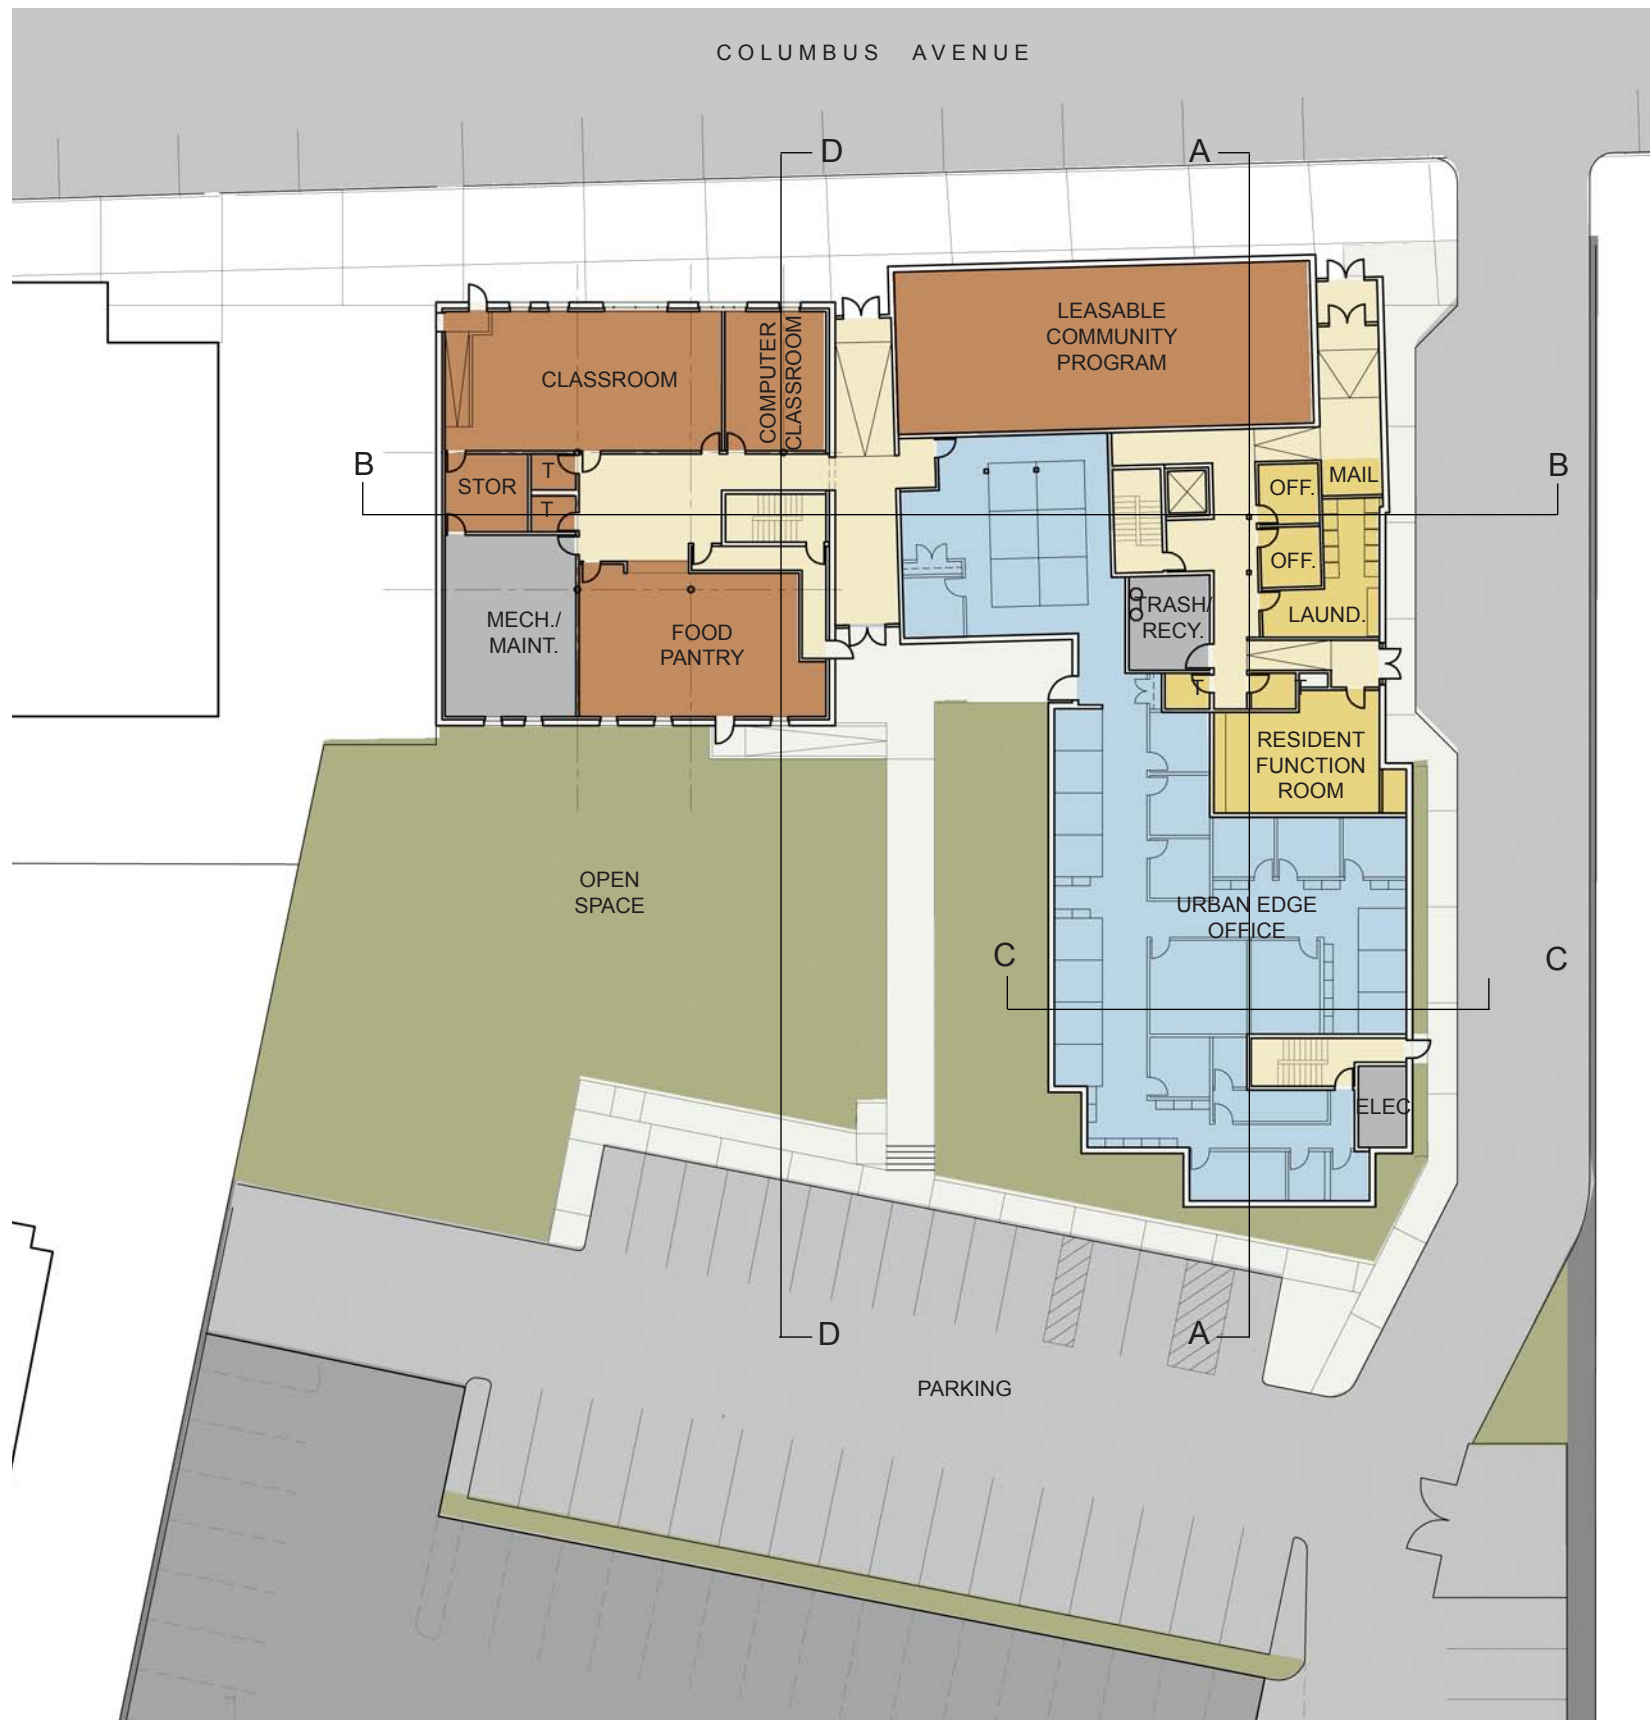 COLUMBUS AVENUE
D
A
LEASABLE
COMMUNITY
PROGRAM
COMPUTER
CLASSROOM
CLASSROOM
B
B
STOR
T
T
MAIL
OFF.
OFF.
MECH./
MAINT.
FOOD
PANTRY
TRASH/
RECY.
LAUND.
T
T
RESIDENT
FUNCTION
ROOM
OPEN
SPACE
URBAN EDGE
OFFICE
C
C
ELEC
D
A
PARKING